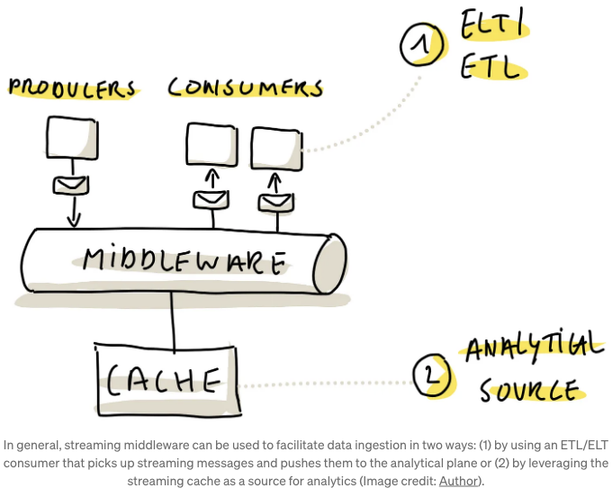 1
ELT/
ETL
PRODUCERS CONSUMERS
MIDDLEWARE
CACHE
2
ANALYTICAL
SOURCE
In general, streaming middleware can be used to facilitate data ingestion in two ways: (1) by using an ETL/ELT
consumer that picks up streaming messages and pushes them to the analytical plane or (2) by leveraging the
streaming cache as a source for analytics (Image credit: Author).